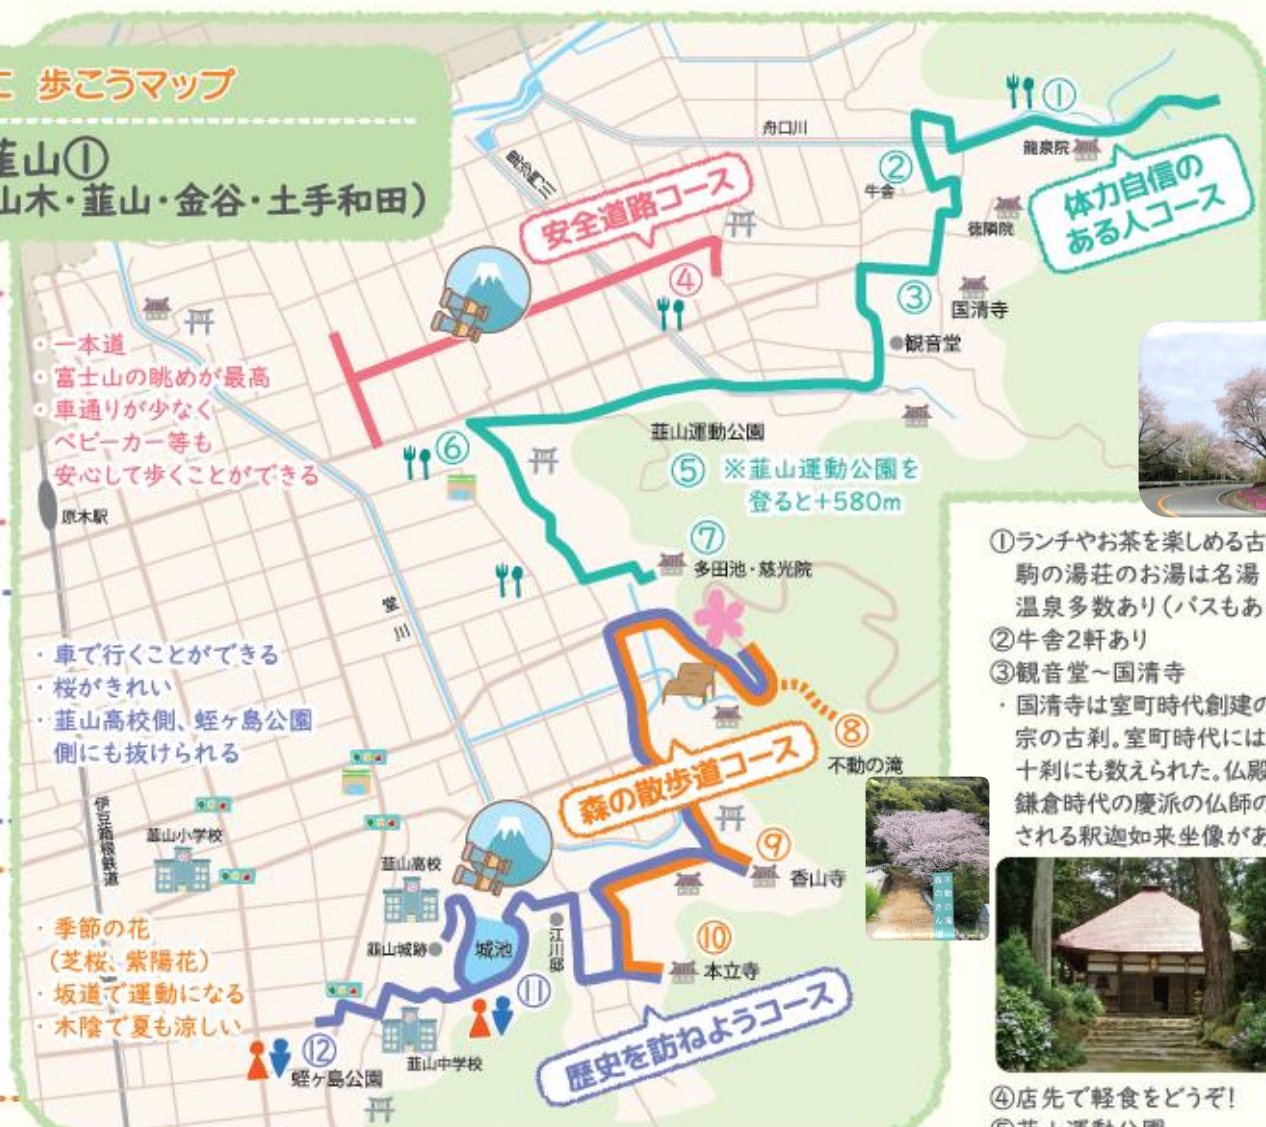 に 歩こうマップ
韮山①
山木・韮山・金谷・土手和田）
・一本道
・富士山の眺めが最高
・車通りが少なく
ベビーカー等も
安心して歩くことができる
原木駅
・車で行くことができる
・桜がきれい
・韮山高校側、蛭ヶ島公園
側にも抜けられる
伊豆箱根鉄道
韮山小学校
・季節の花
（芝桜、紫陽花）
・坂道で運動になる
・木陰で夏も涼しい
舟口川
安全道路コース
④
①
龍泉院
②
牛舎
徳隣院
体力自信の
ある人コース
③
国清寺
観音堂
韮山運動公園
⑤ ※韮山運動公園を
登ると+580m
⑥
⑦
多田池・慈光院
堂川
⑧
不動の滝
森の散歩道コース
⑨
香山寺
韮山高校
韮山城跡
城池
江川邸
⑩
本立寺
⑪
歴史を訪ねようコース
韮山中学校
⑫
蛭ヶ島公園
①ランチやお茶を楽しめる古
駒の湯荘のお湯は名湯
温泉多数あり（バスもあ
②牛舎2軒あり
③観音堂～国清寺
・国清寺は室町時代創建の
宗の古刹。室町時代には
十刹にも数えられた。仏殿
鎌倉時代の慶派の仏師の
される釈迦如来坐像があ
④店先で軽食をどうぞ！
⑤韮山運動公園